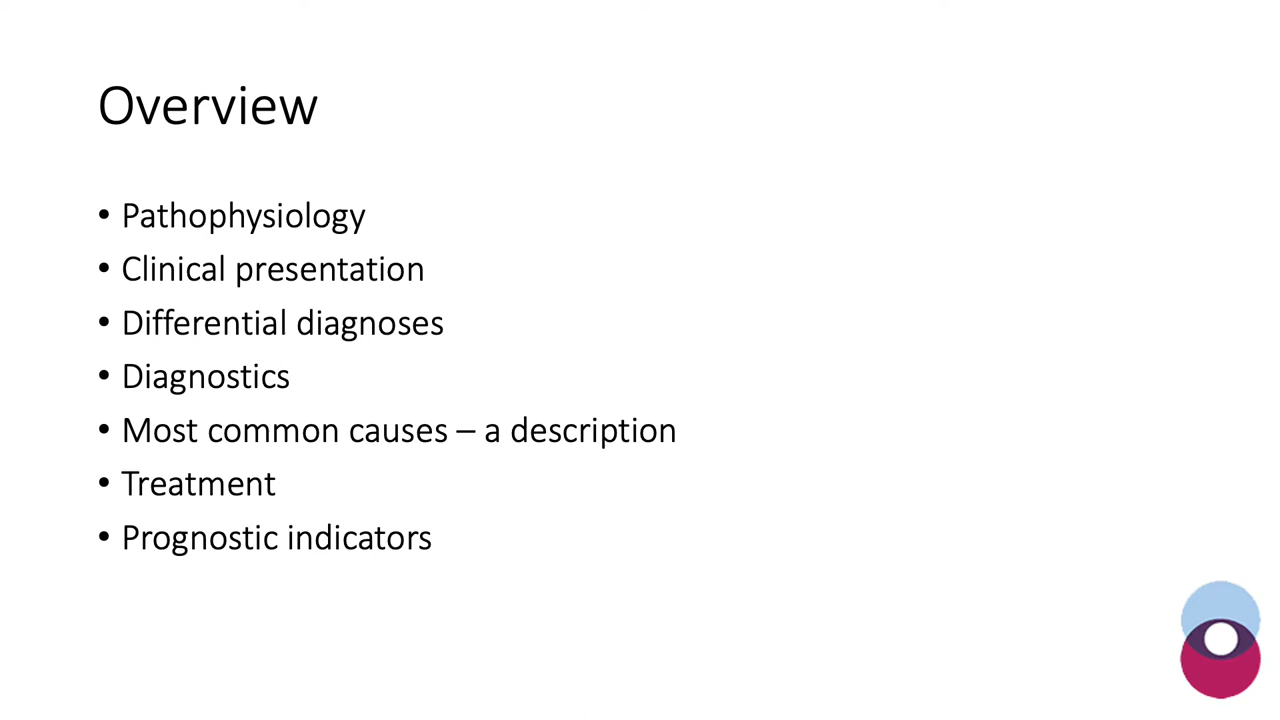 Overview
• Pathophysiology
• Clinical presentation
• Differential diagnoses
• Diagnostics
• Most common causes – a description
• Treatment
• Prognostic indicators